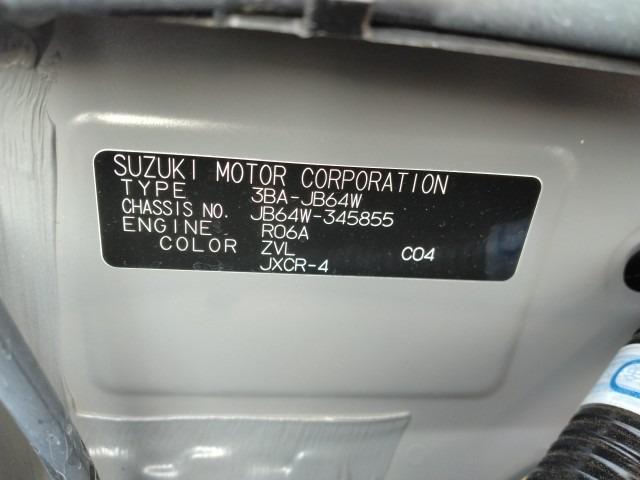 SUZUKI MOTOR CORPORATION
TYPE 3BA-JB64W
CHASSIS NO. JB64W-345855
ENGINE R06A
COLOR ZVL C04
JXCR-4